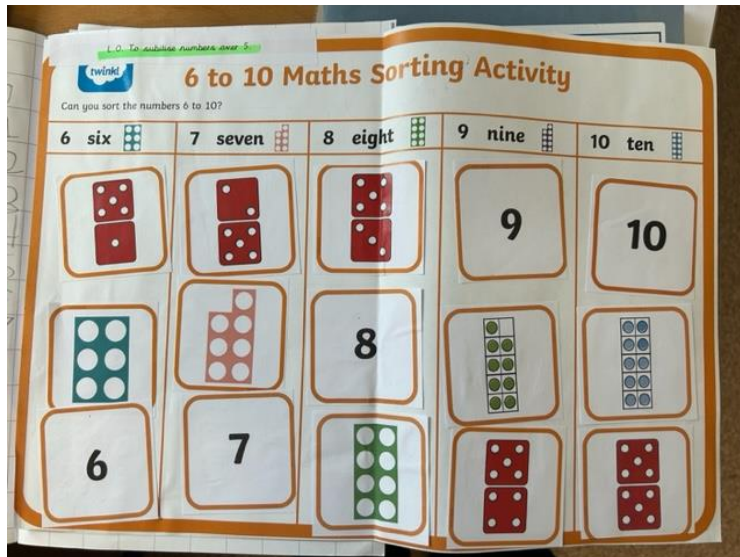 L.O. To subitise numbers over 5.
twinkl
6 to 10 Maths Sorting Activity
Can you sort the numbers 6 to 10?
6 six 7 seven 8 eight 9 nine 10 ten
9 10
8
6 7